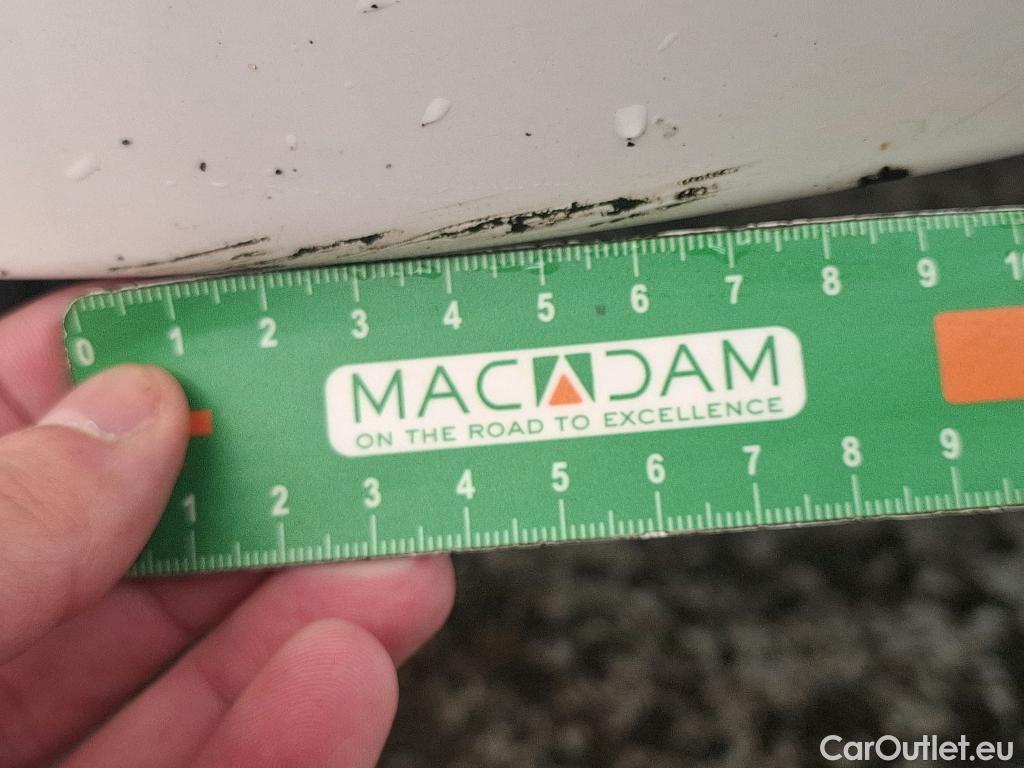 0 1 2 3 4 5 6 7 8 9 10
MACADAM
ON THE ROAD TO EXCELLENCE
1 2 3 4 5 6 7 8 9
CarOutlet.eu